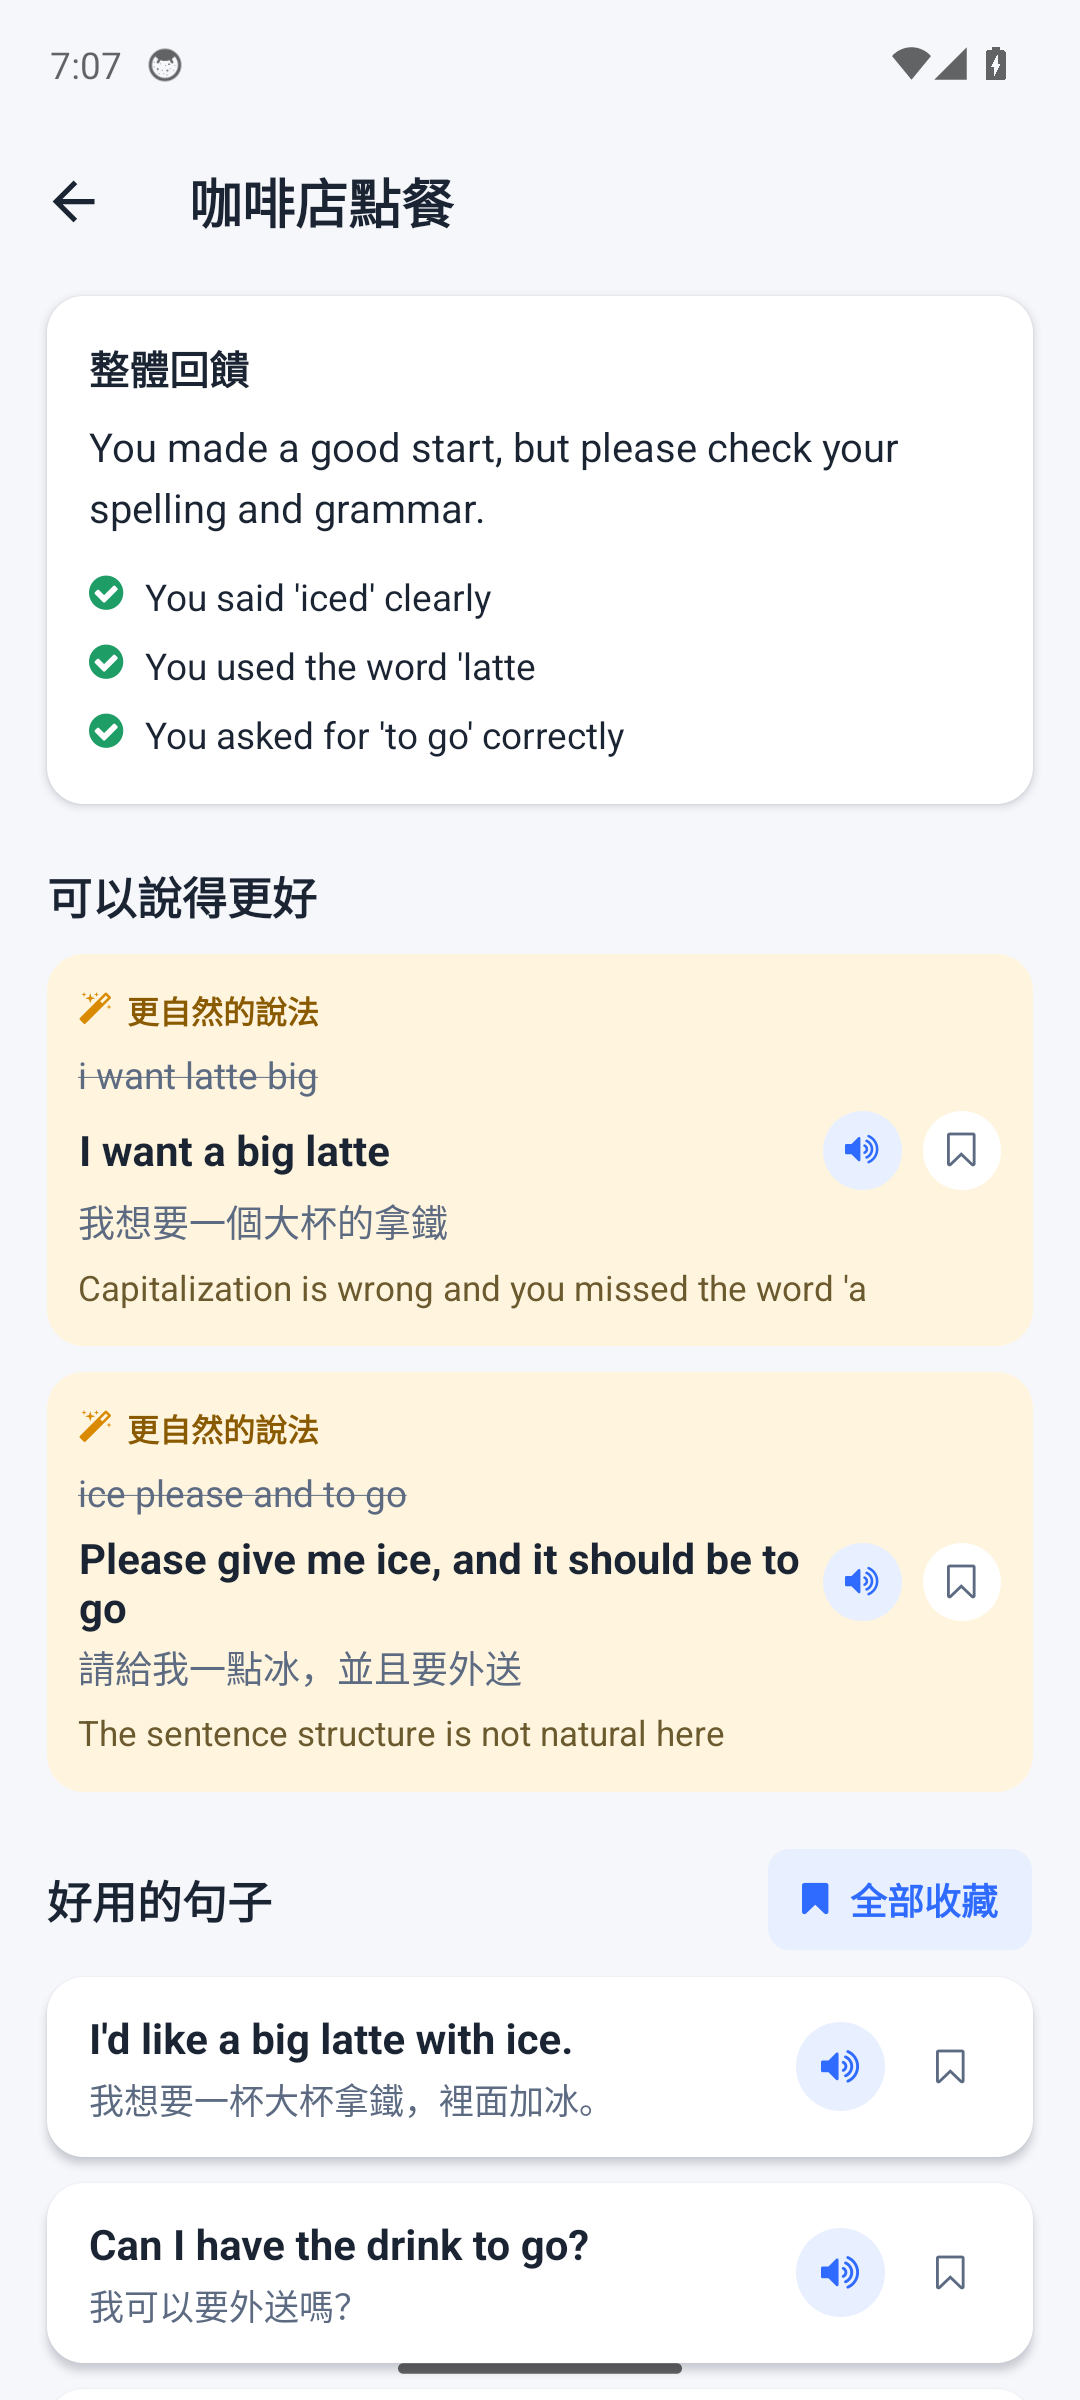 7:07
咖啡店點餐
整體回饋
You made a good start, but please check your
spelling and grammar.
You said 'iced' clearly
You used the word 'latte
You asked for 'to go' correctly
可以說得更好
更自然的說法
i want latte big
I want a big latte
我想要一個大杯的拿鐵
Capitalization is wrong and you missed the word 'a
更自然的說法
ice please and to go
Please give me ice, and it should be to
go
請給我一點冰，並且要外送
The sentence structure is not natural here
好用的句子
全部收藏
I'd like a big latte with ice.
我想要一杯大杯拿鐵，裡面加冰。
Can I have the drink to go?
我可以要外送嗎？